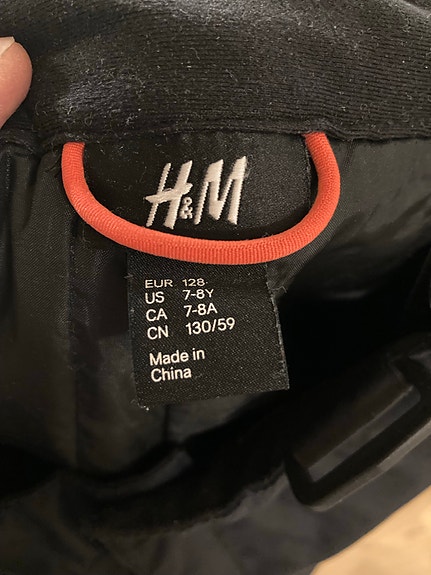 H&M
EUR 128
US 7-8Y
CA 7-8A
CN 130/59
Made in
China